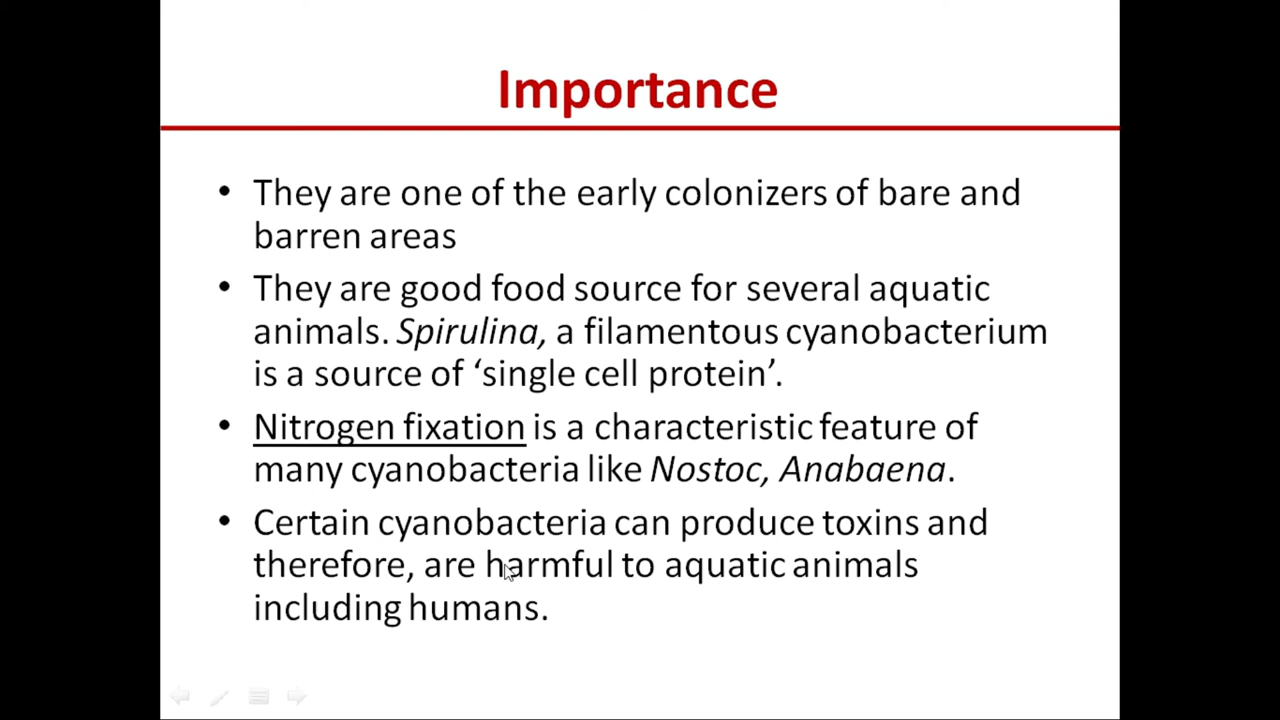 Importance
• They are one of the early colonizers of bare and
barren areas
• They are good food source for several aquatic
animals. Spirulina, a filamentous cyanobacterium
is a source of ‘single cell protein’.
• Nitrogen fixation is a characteristic feature of
many cyanobacteria like Nostoc, Anabaena.
• Certain cyanobacteria can produce toxins and
therefore, are harmful to aquatic animals
including humans.